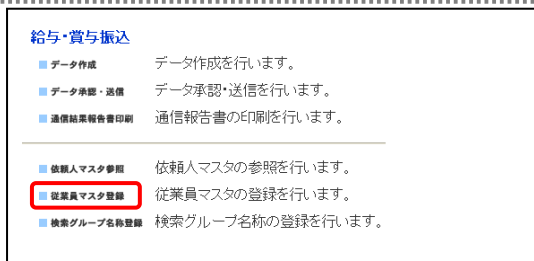 給与・賞与振込
データ作成 データ作成を行います。
データ承認・送信 データ承認・送信を行います。
通信結果報告書印刷 通信報告書の印刷を行います。
依頼人マスタ参照 依頼人マスタの参照を行います。
従業員マスタ登録 従業員マスタの登録を行います。
検索グループ名称登録 検索グループ名称の登録を行います。